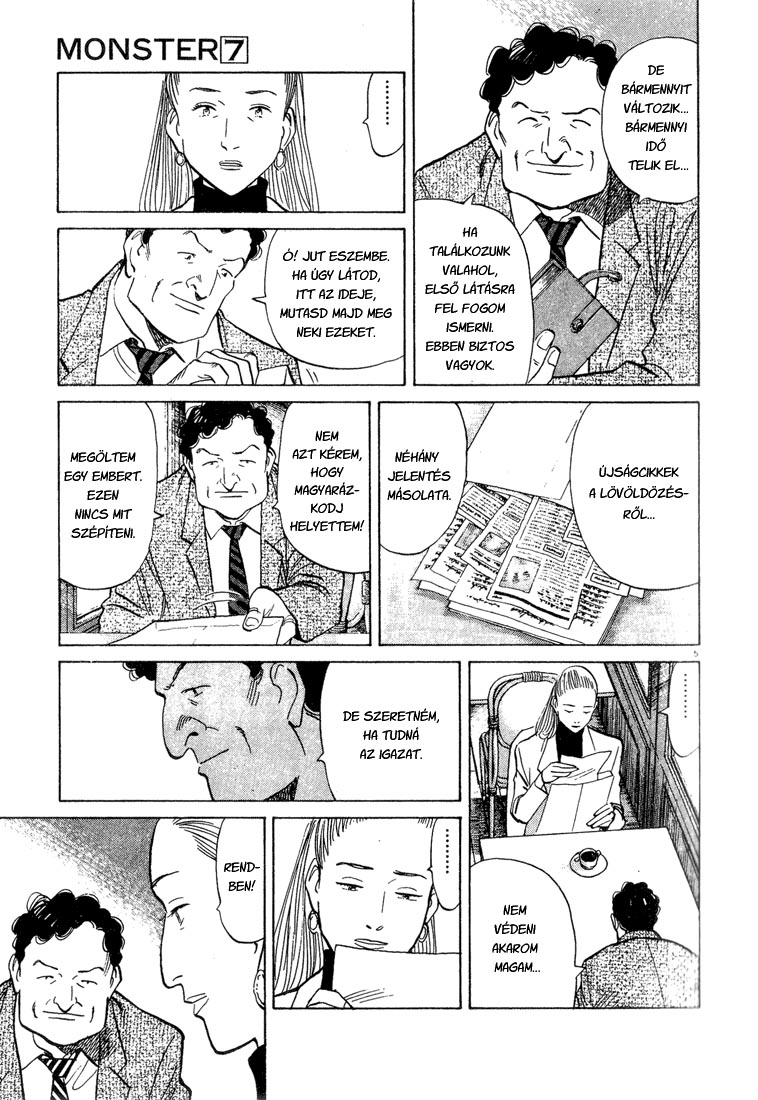 MONSTER 7
DE
BÁRMENNYIT
VÁLTOZIK...
BÁRMENNYI
IDŐ
TELIK EL...
HA
TALÁLKOZUNK
VALAHOL,
ELSŐ LÁTÁSRA
FEL FOGOM
ISMERNI.
EBBEN BIZTOS
VAGYOK.
.........
Ó! JUT ESZEMBE.
HA ÚGY LÁTOD,
ITT AZ IDEJE,
MUTASD MAJD MEG
NEKI EZEKET.
ÚJSÁGCIKKEK
A LÖVÖLDÖZÉS-
RŐL...
NÉHÁNY
JELENTÉS
MÁSOLATA.
NEM
AZT KÉREM,
HOGY
MAGYARÁZ-
KODJ
HELYETTEM!
MEGÖLTEM
EGY EMBERT.
EZEN
NINCS MIT
SZÉPÍTENI.
5
.........
NEM
VÉDENI
AKAROM
MAGAM...
DE SZERETNÉM,
HA TUDNÁ
AZ IGAZAT.
.........
REND-
BEN!